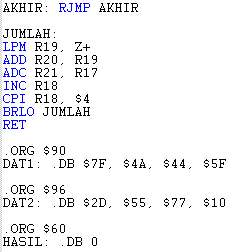 AKHIR: RJMP AKHIR
JUMLAH:
LPM R19, Z+
ADD R20, R19
ADC R21, R17
INC R18
CPI R18, $4
BRLO JUMLAH
RET
.ORG $90
DAT1: .DB $7F, $4A, $44, $5F
.ORG $96
DAT2: .DB $2D, $55, $77, $10
.ORG $60
HASIL: .DB 0